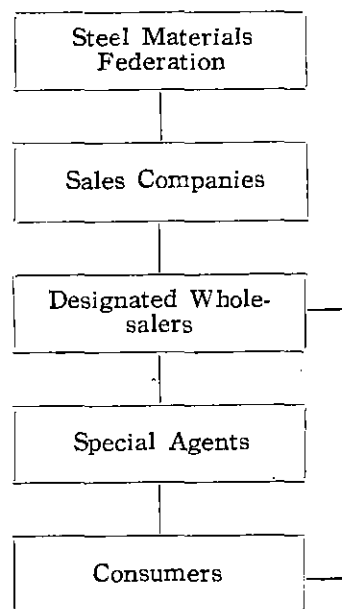 Steel Materials
Federation
Sales Companies
Designated Whole-
salers
Special Agents
Consumers